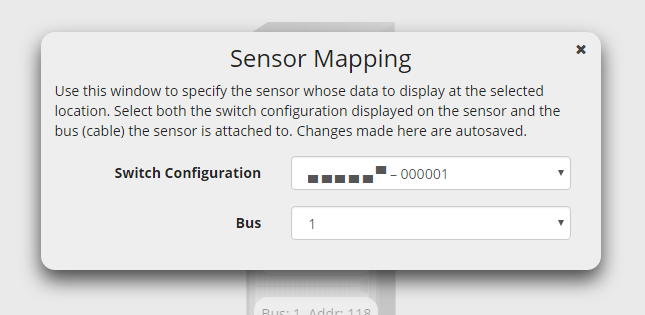 Sensor Mapping
Use this window to specify the sensor whose data to display at the selected
location. Select both the switch configuration displayed on the sensor and the
bus (cable) the sensor is attached to. Changes made here are autosaved.
Switch Configuration
▄▄▄▄▄▀ – 000001
Bus
1
Bus: 1, Addr: 118